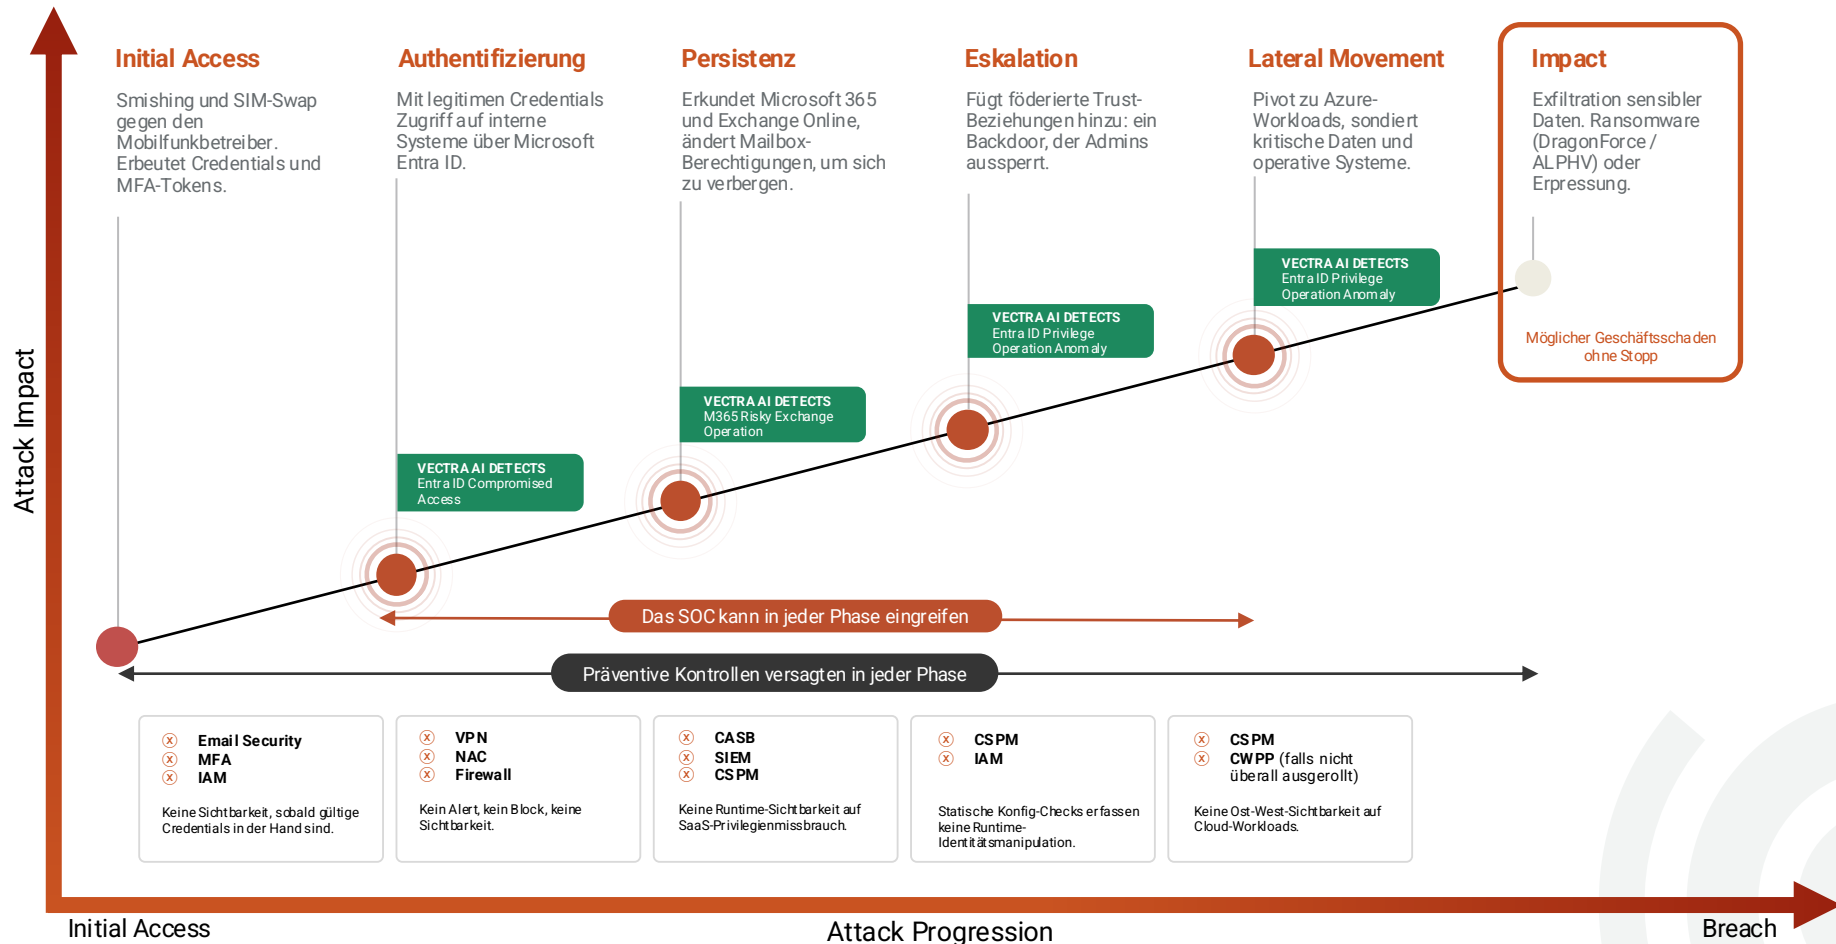 Initial Access
Smishing und SIM-Swap
gegen den
Mobilfunkbetreiber.
Erbeutet Credentials und
MFA-Tokens.
Authentifizierung
Mit legitimen Credentials
Zugriff auf interne
Systeme über Microsoft
Entra ID.
Persistenz
Erkundet Microsoft 365
und Exchange Online,
ändert Mailbox-
Berechtigungen, um sich
zu verbergen.
Eskalation
Fügt föderierte Trust-
Beziehungen hinzu: ein
Backdoor, der Admins
aussperrt.
Lateral Movement
Pivot zu Azure-
Workloads, sondiert
kritische Daten und
operative Systeme.
Impact
Exfiltration sensibler
Daten. Ransomware
(DragonForce /
ALPHV) oder
Erpressung.
Möglicher Geschäftsschaden
ohne Stopp
VECTRA AI DETECTS
Entra ID Privilege
Operation Anomaly
VECTRA AI DETECTS
Entra ID Privilege
Operation Anomaly
VECTRA AI DETECTS
M365 Risky Exchange
Operation
VECTRA AI DETECTS
Entra ID Compromised
Access
Attack Impact
Das SOC kann in jeder Phase eingreifen
Präventive Kontrollen versagten in jeder Phase
x Email Security
x MFA
x IAM
Keine Sichtbarkeit, sobald gültige
Credentials in der Hand sind.
x VPN
x NAC
x Firewall
Kein Alert, kein Block, keine
Sichtbarkeit.
x CASB
x SIEM
x CSPM
Keine Runtime-Sichtbarkeit auf
SaaS-Privilegienmissbrauch.
x CSPM
x IAM
Statische Konfig-Checks erfassen
keine Runtime-
Identitätsmanipulation.
x CSPM
x CWPP (falls nicht
überall ausgerollt)
Keine Ost-West-Sichtbarkeit auf
Cloud-Workloads.
Initial Access
Attack Progression
Breach